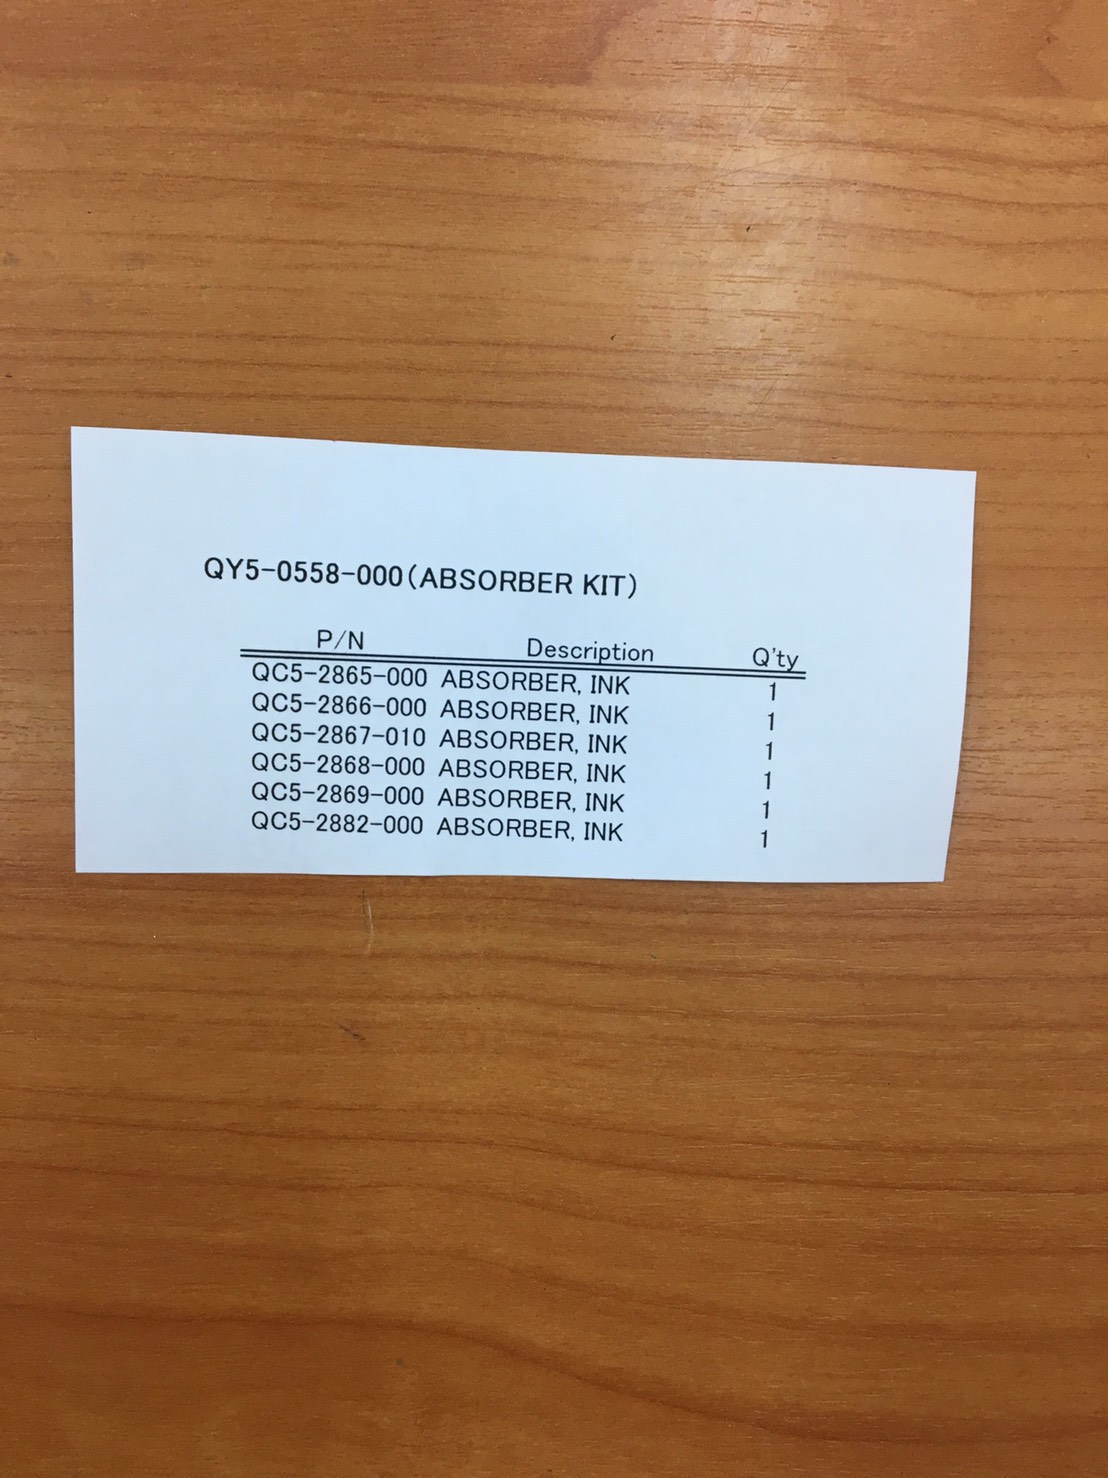 QY5-0558-000(ABSORBER KIT)
P/N Description Q'ty
QC5-2865-000 ABSORBER, INK 1
QC5-2866-000 ABSORBER, INK 1
QC5-2867-010 ABSORBER, INK 1
QC5-2868-000 ABSORBER, INK 1
QC5-2869-000 ABSORBER, INK 1
QC5-2882-000 ABSORBER, INK 1